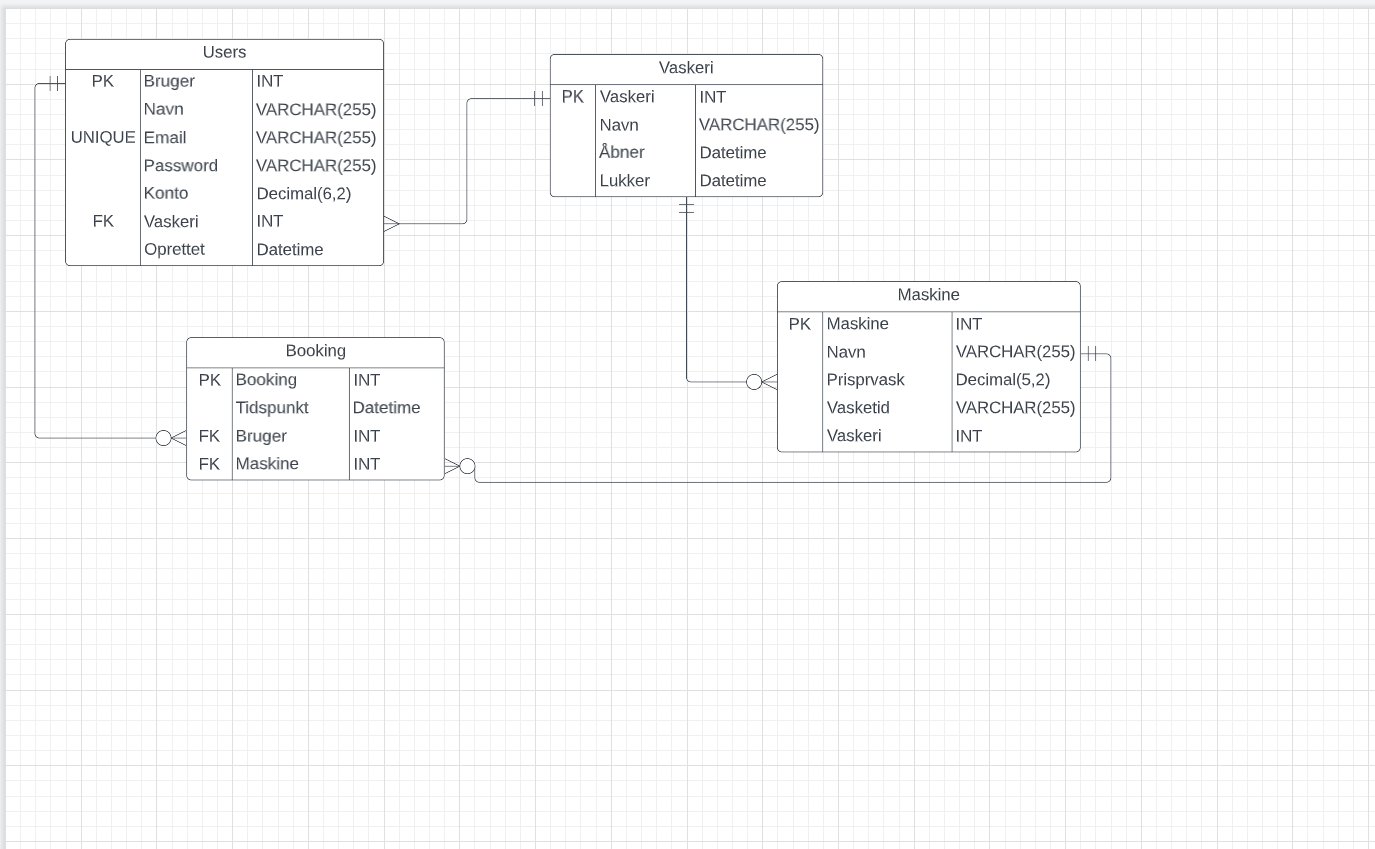 Users
PK Bruger INT
Navn VARCHAR(255)
UNIQUE Email VARCHAR(255)
Password VARCHAR(255)
Konto Decimal(6,2)
FK Vaskeri INT
Oprettet Datetime
Vaskeri
PK Vaskeri INT
Navn VARCHAR(255)
Åbner Datetime
Lukker Datetime
Maskine
PK Maskine INT
Navn VARCHAR(255)
Prisprvask Decimal(5,2)
Vasketid VARCHAR(255)
Vaskeri INT
Booking
PK Booking INT
Tidspunkt Datetime
FK Bruger INT
FK Maskine INT